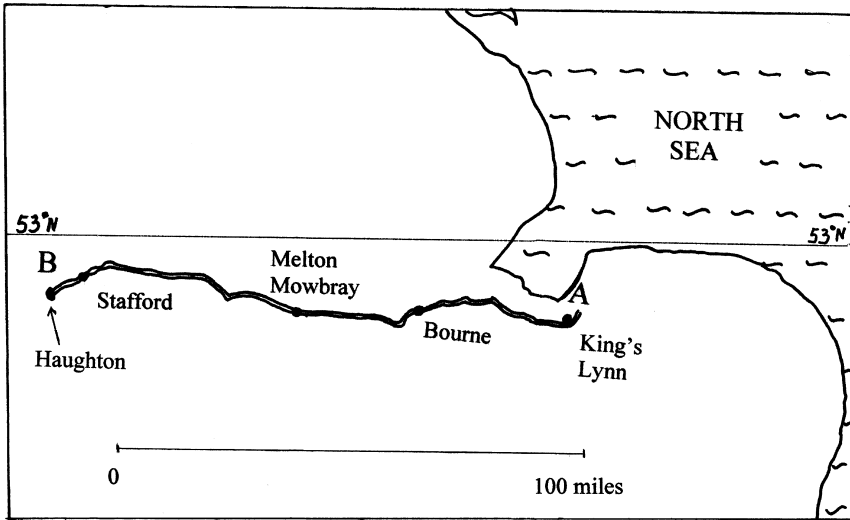 NORTH
SEA
53°N
53°N
B
Melton
Mowbray
Stafford
A
Bourne
Haughton
King's
Lynn
0
100 miles